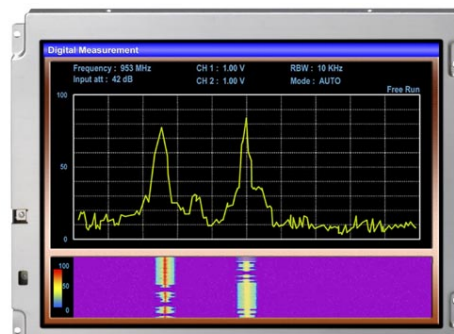 Digital Measurement
Frequency : 953 MHz CH 1 : 1.00 V RBW : 10 KHz
Input att : 42 dB CH 2 : 1.00 V Mode : AUTO
Free Run
100
50
0
100
50
0